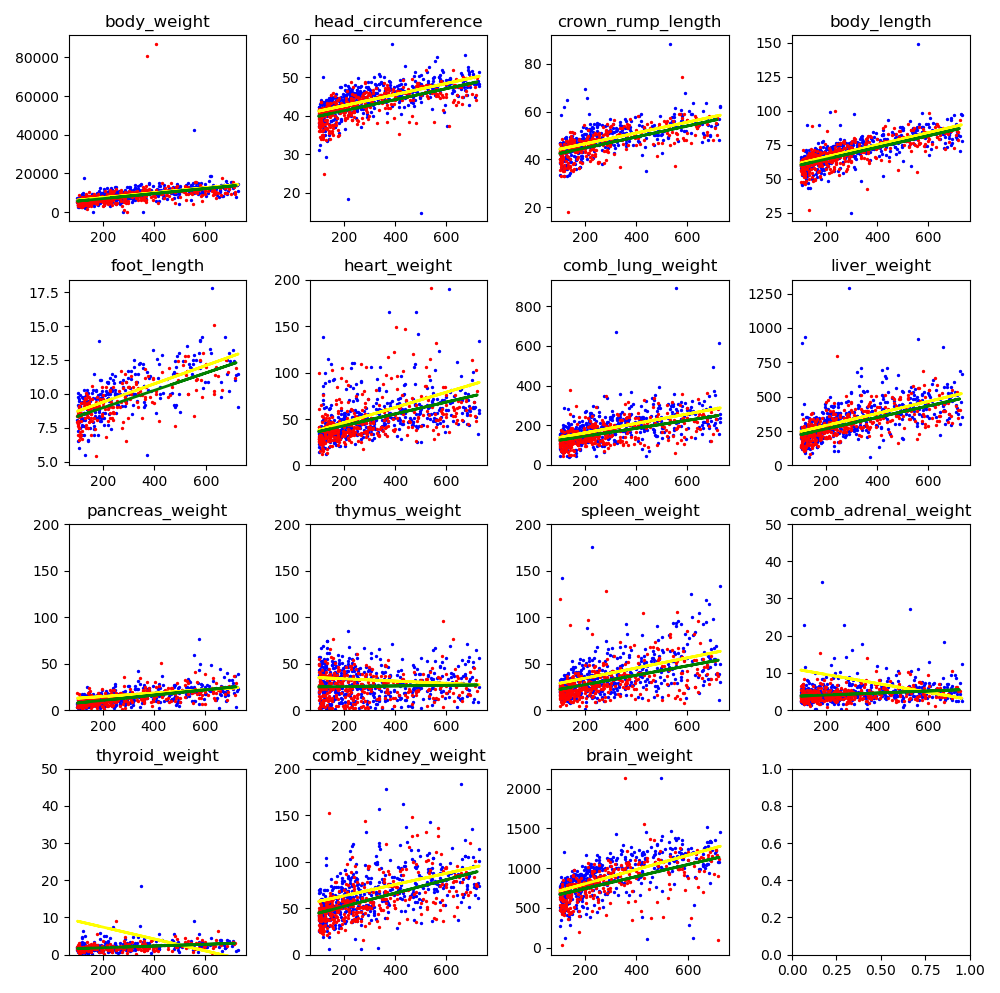 body_weight head_circumference crown_rump_length body_length
80000 60000 40000 20000 0 60 50 40 30 20 80 60 40 20 150 125 100 75 50 25
200 400 600 200 400 600 200 400 600 200 400 600
foot_length heart_weight comb_lung_weight liver_weight
17.5 15.0 12.5 10.0 7.5 5.0 200 150 100 50 0 800 600 400 200 0 1250 1000 750 500 250 0
200 400 600 200 400 600 200 400 600 200 400 600
pancreas_weight thymus_weight spleen_weight comb_adrenal_weight
200 150 100 50 0 200 150 100 50 0 200 150 100 50 0 50 40 30 20 10 0
200 400 600 200 400 600 200 400 600 200 400 600
thyroid_weight comb_kidney_weight brain_weight
50 40 30 20 10 0 200 150 100 50 0 2000 1500 1000 500 0 1.0 0.8 0.6 0.4 0.2 0.0
200 400 600 200 400 600 200 400 600 0.00 0.25 0.50 0.75 1.00